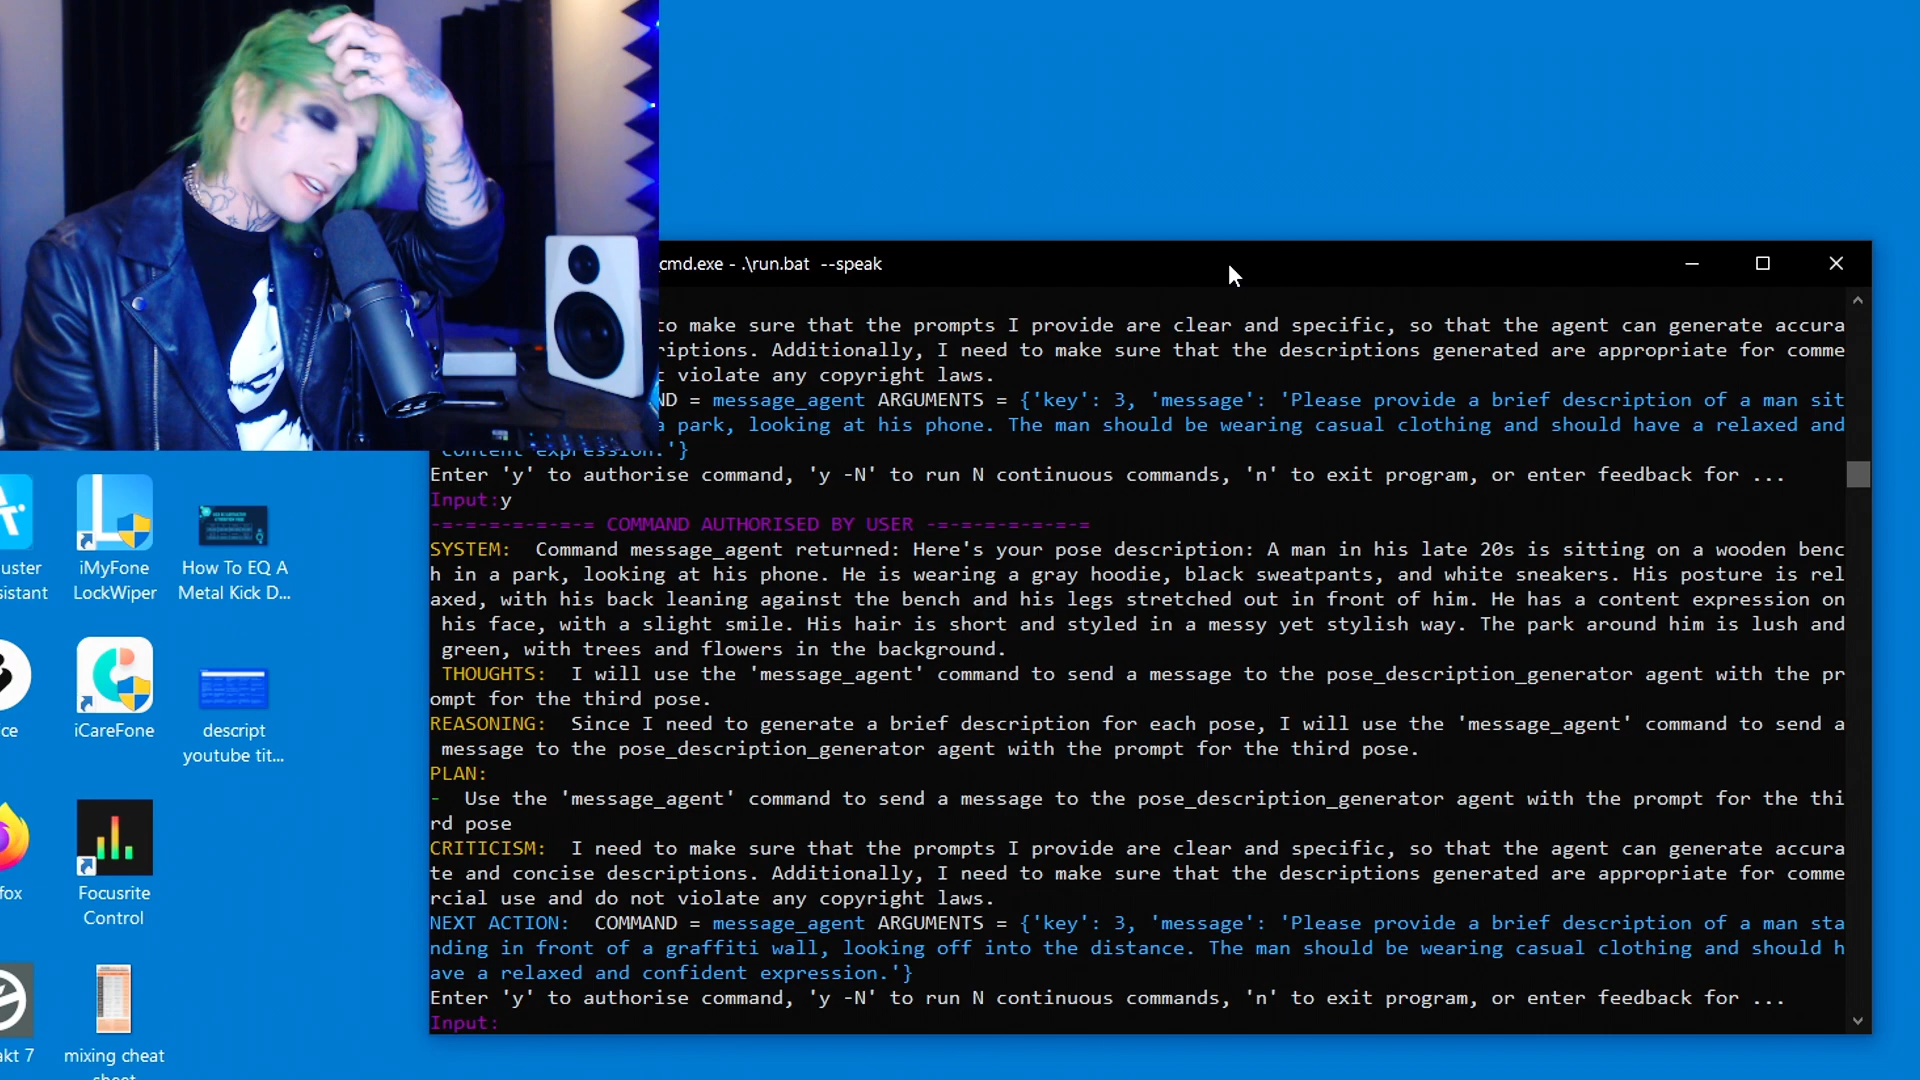 cmd.exe - .\run.bat --speak
to make sure that the prompts I provide are clear and specific, so that the agent can generate accura
riptions. Additionally, I need to make sure that the descriptions generated are appropriate for comme
t violate any copyright laws.
ND = message_agent ARGUMENTS = {'key': 3, 'message': 'Please provide a brief description of a man sit
a park, looking at his phone. The man should be wearing casual clothing and should have a relaxed and
content expression.'}
Enter 'y' to authorise command, 'y -N' to run N continuous commands, 'n' to exit program, or enter feedback for ...
Input:y
-=-=-=-=-=-=-= COMMAND AUTHORISED BY USER -=-=-=-=-=-=-=
SYSTEM: Command message_agent returned: Here's your pose description: A man in his late 20s is sitting on a wooden benc
h in a park, looking at his phone. He is wearing a gray hoodie, black sweatpants, and white sneakers. His posture is rel
axed, with his back leaning against the bench and his legs stretched out in front of him. He has a content expression on
his face, with a slight smile. His hair is short and styled in a messy yet stylish way. The park around him is lush and
green, with trees and flowers in the background.
THOUGHTS: I will use the 'message_agent' command to send a message to the pose_description_generator agent with the pr
ompt for the third pose.
REASONING: Since I need to generate a brief description for each pose, I will use the 'message_agent' command to send a
message to the pose_description_generator agent with the prompt for the third pose.
PLAN:
- Use the 'message_agent' command to send a message to the pose_description_generator agent with the prompt for the thi
rd pose
CRITICISM: I need to make sure that the prompts I provide are clear and specific, so that the agent can generate accura
te and concise descriptions. Additionally, I need to make sure that the descriptions generated are appropriate for comme
rcial use and do not violate any copyright laws.
NEXT ACTION: COMMAND = message_agent ARGUMENTS = {'key': 3, 'message': 'Please provide a brief description of a man sta
nding in front of a graffiti wall, looking off into the distance. The man should be wearing casual clothing and should h
ave a relaxed and confident expression.'}
Enter 'y' to authorise command, 'y -N' to run N continuous commands, 'n' to exit program, or enter feedback for ...
Input:
uster
sistant
iMyFone
LockWiper
How To EQ A
Metal Kick D...
ce
iCareFone
descript
youtube tit...
fox
Focusrite
Control
akt 7
mixing cheat
sheet